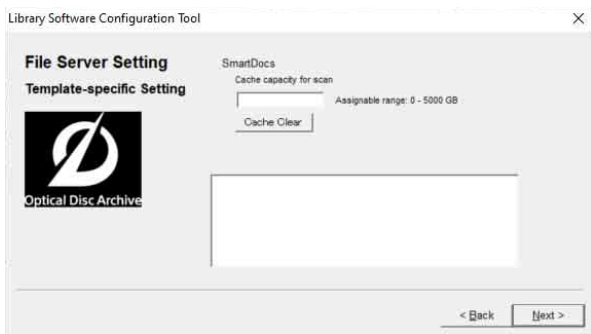 Library Software Configuration Tool
File Server Setting
Template-specific Setting
Optical Disc Archive
SmartDocs
Cache capacity for scan
Assignable range: 0 - 5000 GB
Cache Clear
< Back
Next >